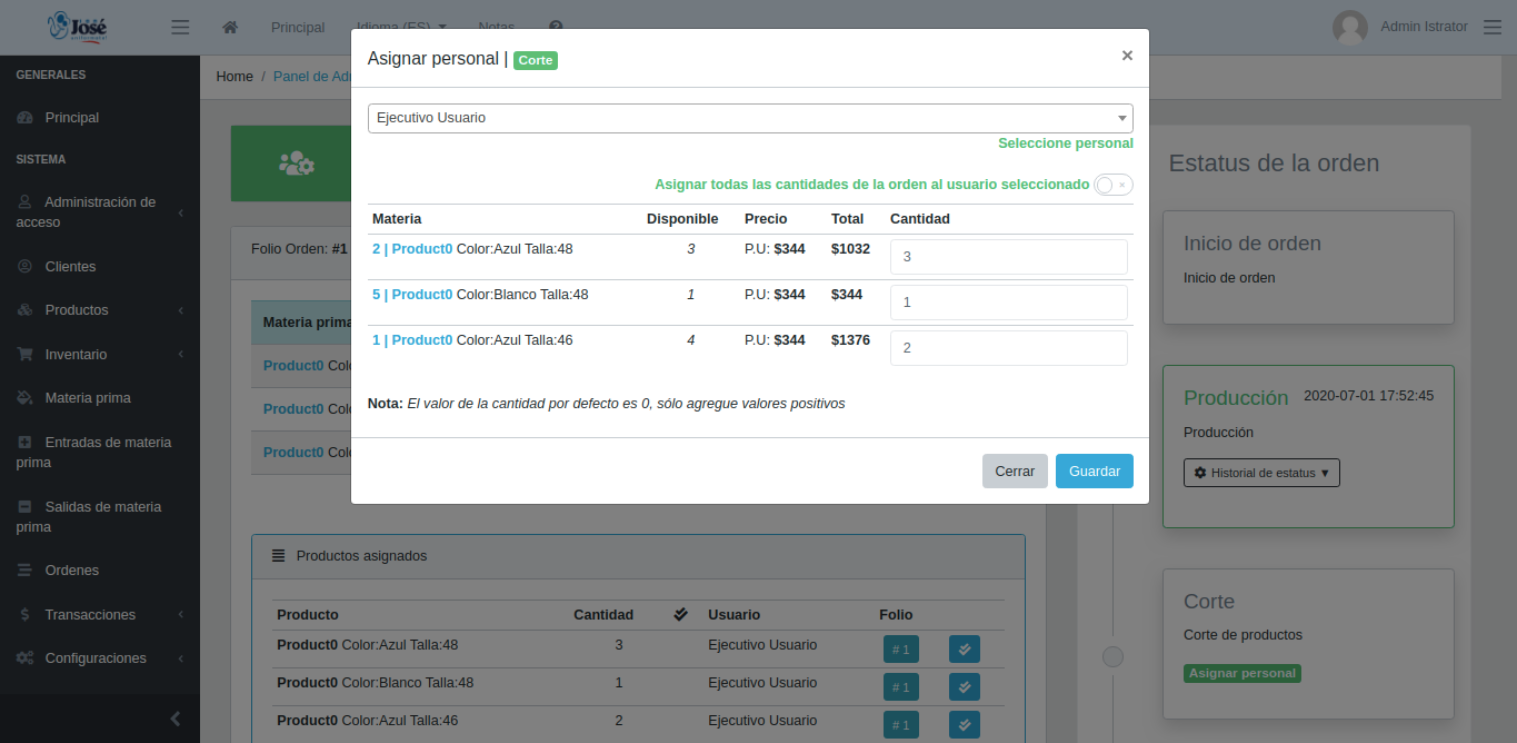 José
Principal
Idioma (ES)
Notas
Admin Istrator
GENERALES
Principal
SISTEMA
Administración de
acceso
Clientes
Productos
Inventario
Materia prima
Entradas de materia
prima
Salidas de materia
prima
Ordenes
Transacciones
Configuraciones
Home / Panel de Ad
Folio Orden: #1
Materia prima
Product0 Colo
Product0 Colo
Product0 Colo
Asignar personal | Corte
×
Ejecutivo Usuario
Seleccione personal
Asignar todas las cantidades de la orden al usuario seleccionado
Materia Disponible Precio Total Cantidad
2 | Product0 Color:Azul Talla:48 3 P.U: $344 $1032 3
5 | Product0 Color:Blanco Talla:48 1 P.U: $344 $344 1
1 | Product0 Color:Azul Talla:46 4 P.U: $344 $1376 2
Nota: El valor de la cantidad por defecto es 0, sólo agregue valores positivos
Cerrar Guardar
Productos asignados
Producto Cantidad Usuario Folio
Product0 Color:Azul Talla:48 3 Ejecutivo Usuario # 1
Product0 Color:Blanco Talla:48 1 Ejecutivo Usuario # 1
Product0 Color:Azul Talla:46 2 Ejecutivo Usuario # 1
Estatus de la orden
Inicio de orden
Inicio de orden
Producción 2020-07-01 17:52:45
Producción
Historial de estatus ▼
Corte
Corte de productos
Asignar personal